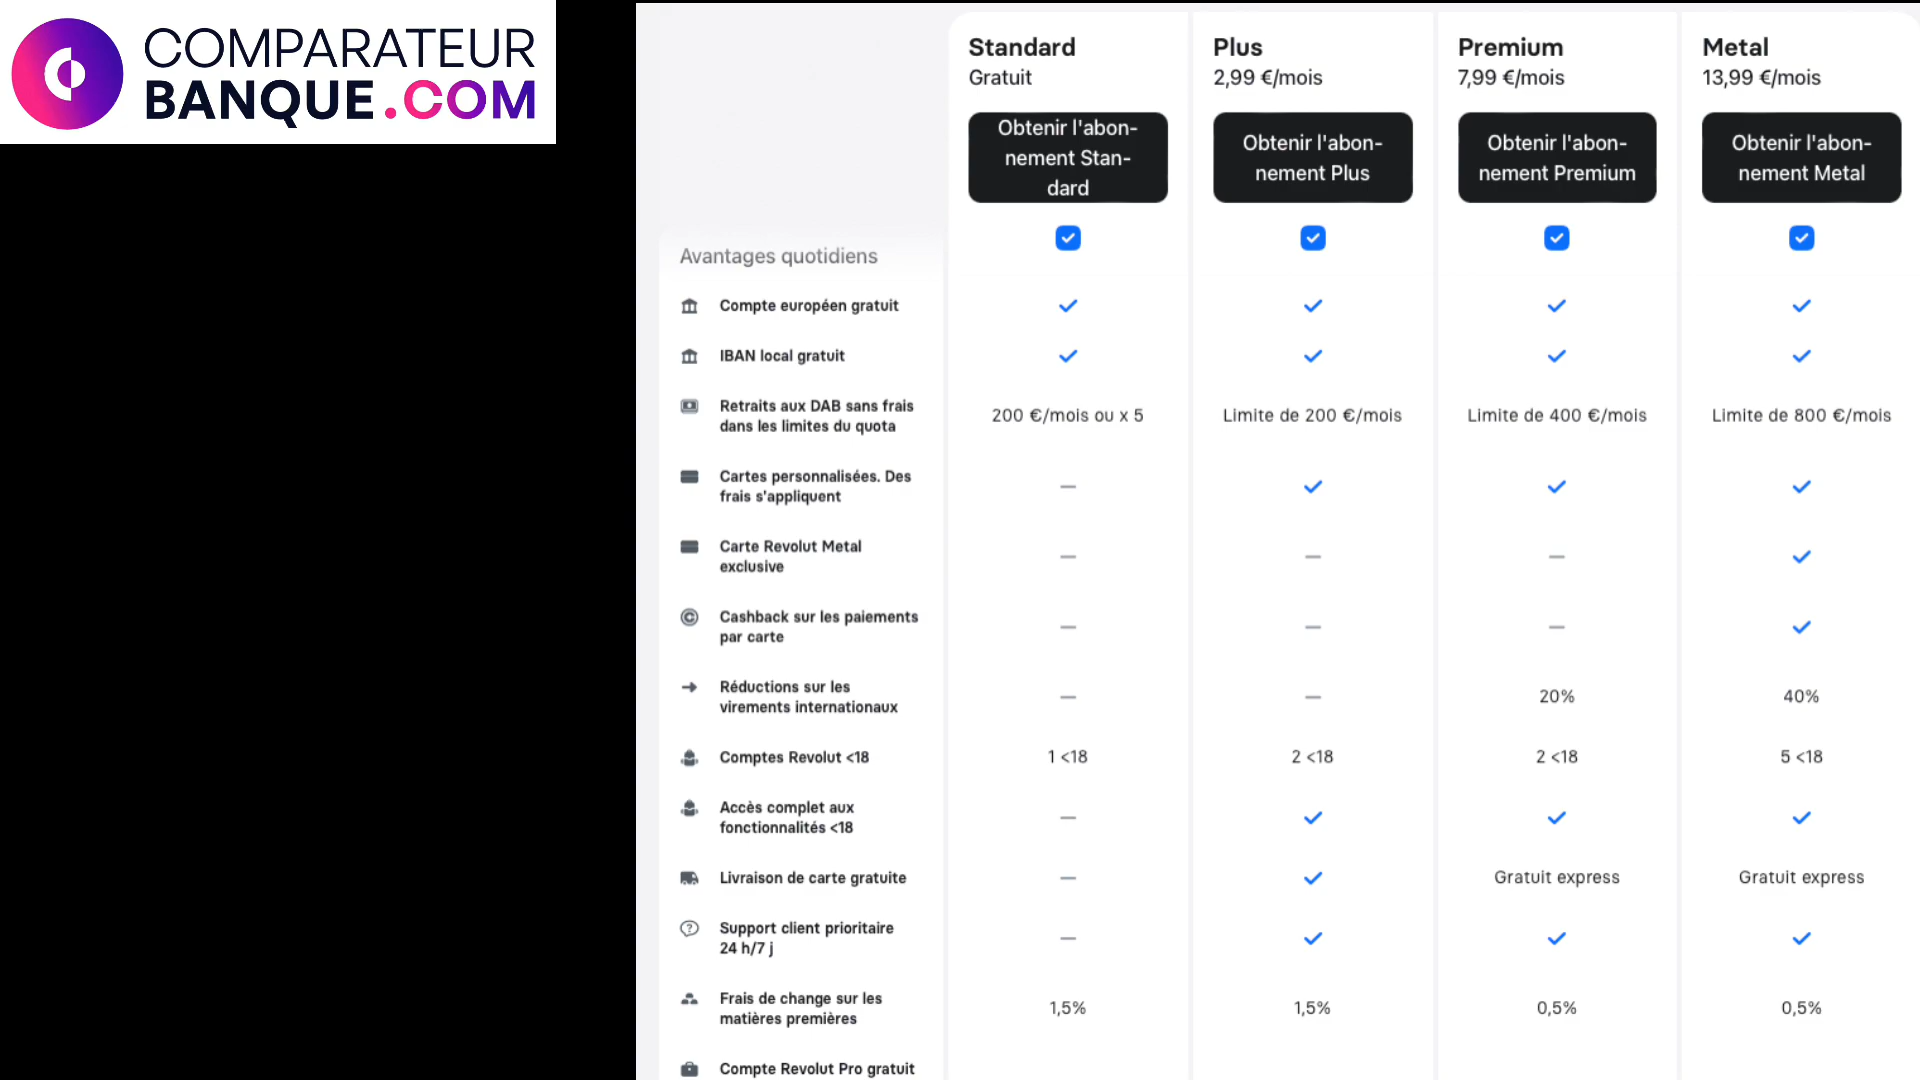 COMPARATEUR
BANQUE.COM
Standard
Gratuit
Obtenir l'abon-
nement Stan-
dard
Plus
2,99 €/mois
Obtenir l'abon-
nement Plus
Premium
7,99 €/mois
Obtenir l'abon-
nement Premium
Metal
13,99 €/mois
Obtenir l'abon-
nement Metal
Avantages quotidiens
Compte européen gratuit
IBAN local gratuit
Retraits aux DAB sans frais
dans les limites du quota
200 €/mois ou x 5
Limite de 200 €/mois
Limite de 400 €/mois
Limite de 800 €/mois
Cartes personnalisées. Des
frais s'appliquent
—
Carte Revolut Metal
exclusive
—
—
—
Cashback sur les paiements
par carte
—
—
—
Réductions sur les
virements internationaux
—
—
20%
40%
Comptes Revolut <18
1 <18
2 <18
2 <18
5 <18
Accès complet aux
fonctionnalités <18
—
Livraison de carte gratuite
—
Gratuit express
Gratuit express
Support client prioritaire
24 h/7 j
—
Frais de change sur les
matières premières
1,5%
1,5%
0,5%
0,5%
Compte Revolut Pro gratuit